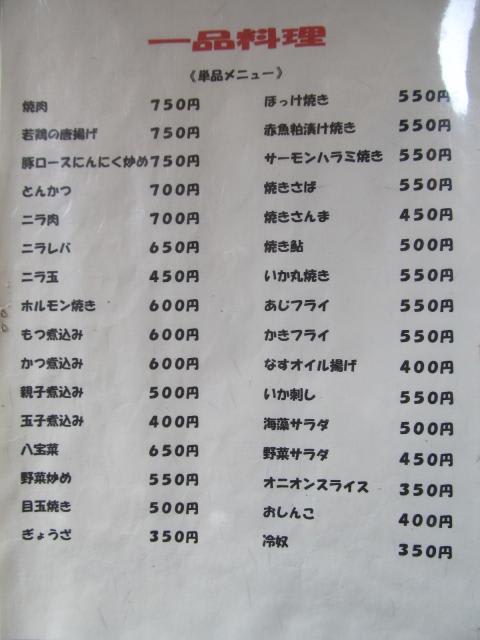 一品料理
《単品メニュー》
焼肉 750円
若鶏の唐揚げ 750円
豚ロースにんにく炒め 750円
とんかつ 700円
ニラ肉 700円
ニラレバ 650円
ニラ玉 450円
ホルモン焼き 600円
もつ煮込み 600円
かつ煮込み 600円
親子煮込み 500円
玉子煮込み 400円
八宝菜 650円
野菜炒め 550円
目玉焼き 500円
ぎょうざ 350円
ほっけ焼き 550円
赤魚粕漬け焼き 550円
サーモンハラミ焼き 550円
焼きさば 550円
焼きさんま 450円
焼き鮎 500円
いか丸焼き 550円
あじフライ 550円
かきフライ 550円
なすオイル揚げ 400円
いか刺し 550円
海藻サラダ 500円
野菜サラダ 450円
オニオンスライス 350円
おしんこ 400円
冷奴 350円